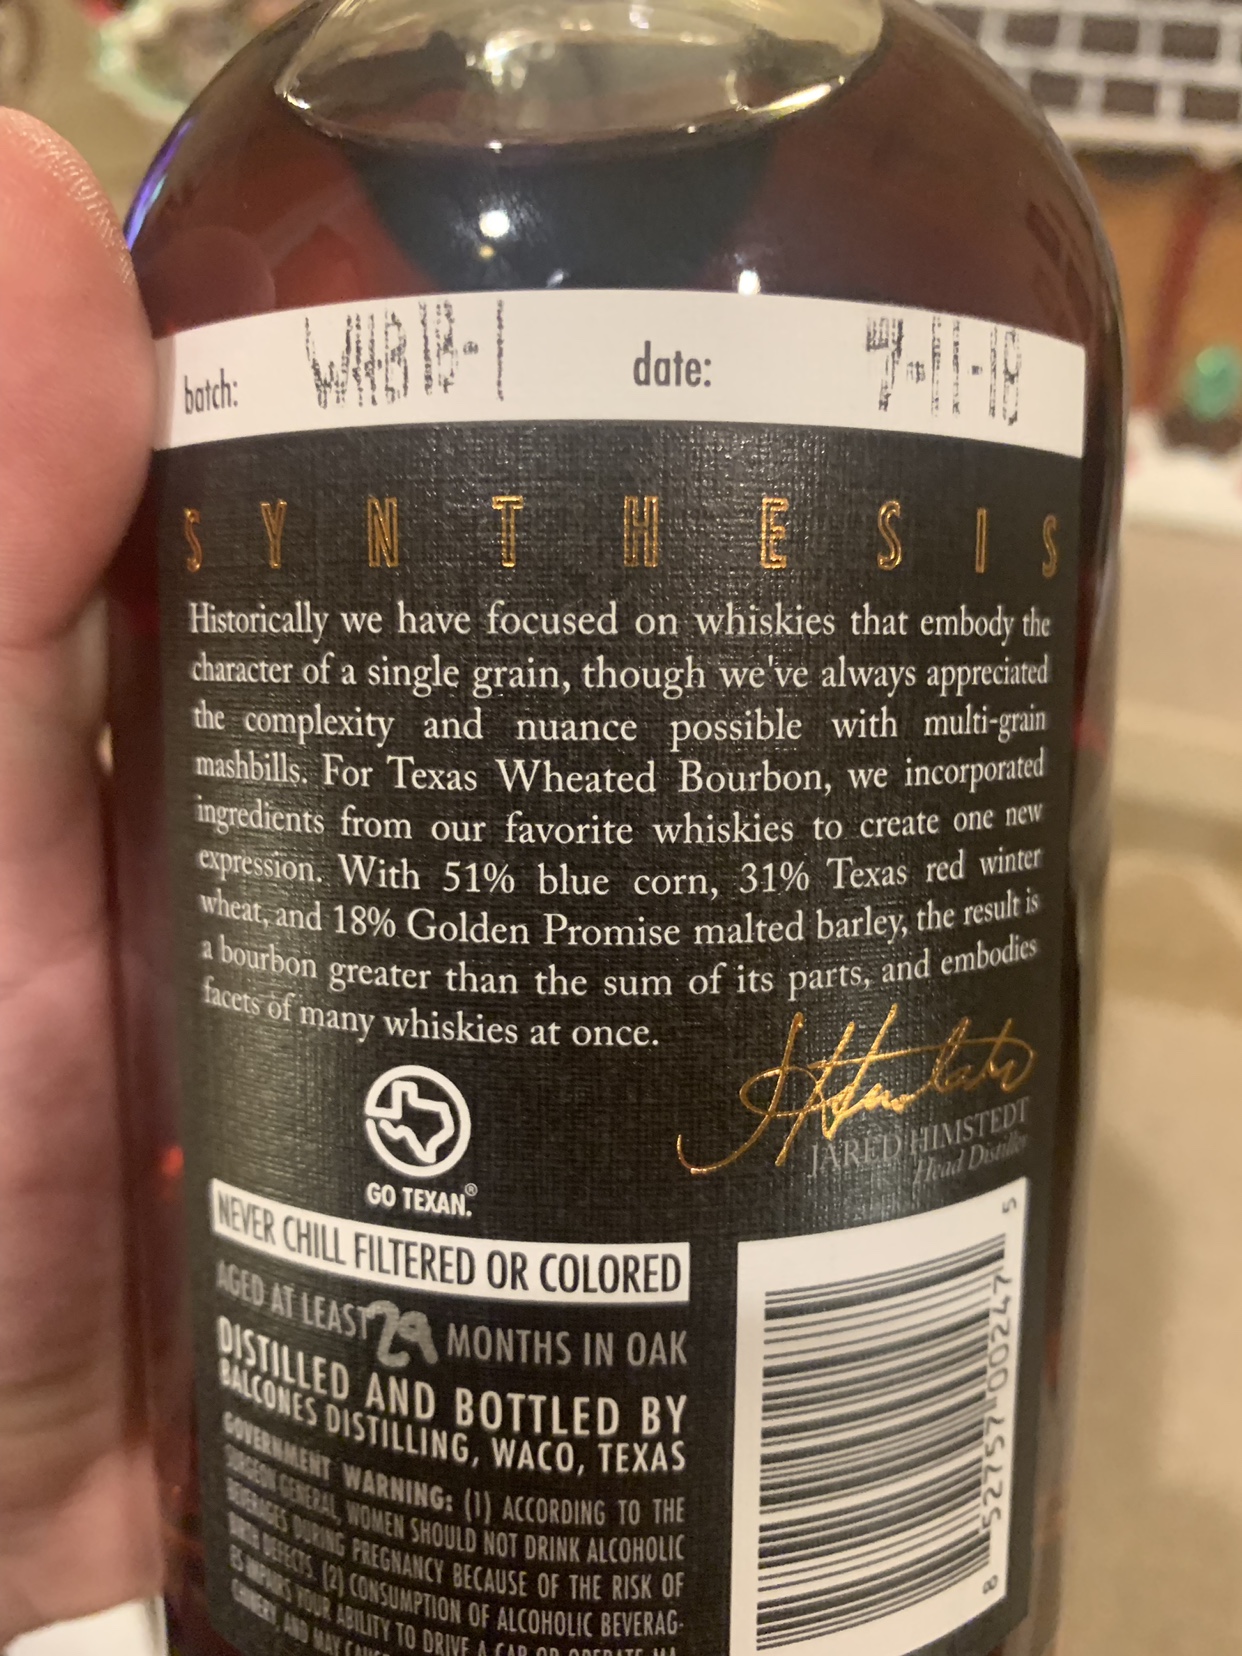 batch: date: 7-11-18
SYNTHESIS
Historically we have focused on whiskies that embody the
character of a single grain, though we've always appreciated
the complexity and nuance possible with multi-grain
mashbills. For Texas Wheated Bourbon, we incorporated
ingredients from our favorite whiskies to create one new
expression. With 51% blue corn, 31% Texas red winter
wheat, and 18% Golden Promise malted barley, the result is
a bourbon greater than the sum of its parts, and embodies
facets of many whiskies at once.
JARED HIMSTEDT
Head Distiller
GO TEXAN.®
NEVER CHILL FILTERED OR COLORED
AGED AT LEAST 29 MONTHS IN OAK
DISTILLED AND BOTTLED BY
BALCONES DISTILLING, WACO, TEXAS
GOVERNMENT WARNING: (1) ACCORDING TO THE
SURGEON GENERAL, WOMEN SHOULD NOT DRINK ALCOHOLIC
BEVERAGES DURING PREGNANCY BECAUSE OF THE RISK OF
BIRTH DEFECTS. (2) CONSUMPTION OF ALCOHOLIC BEVERAG-
ES IMPAIRS YOUR ABILITY TO DRIVE A CAR OR OPERATE MA-
CHINERY, AND MAY CAUSE
8 52757 00247 5